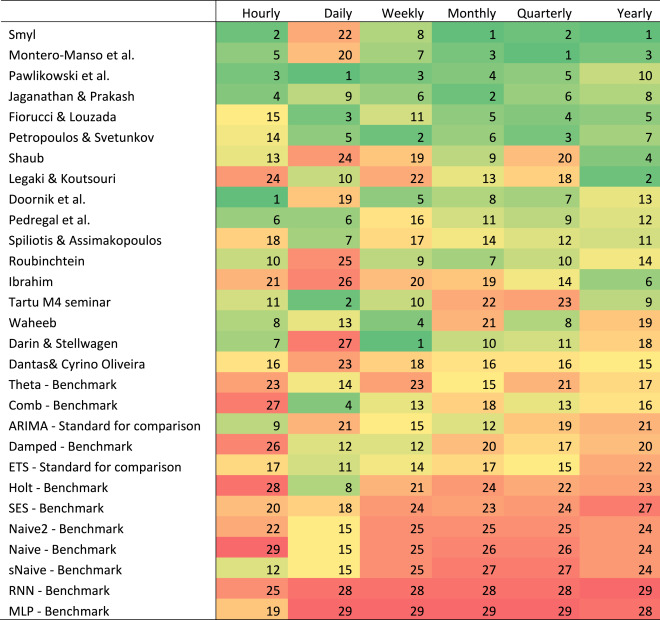 Hourly Daily Weekly Monthly Quarterly Yearly
Smyl 2 22 8 1 2 1
Montero-Manso et al. 5 20 7 3 1 3
Pawlikowski et al. 3 1 3 4 5 10
Jaganathan & Prakash 4 9 6 2 6 8
Fiorucci & Louzada 15 3 11 5 4 5
Petropoulos & Svetunkov 14 5 2 6 3 7
Shaub 13 24 19 9 20 4
Legaki & Koutsouri 24 10 22 13 18 2
Doornik et al. 1 19 5 8 7 13
Pedregal et al. 6 6 16 11 9 12
Spiliotis & Assimakopoulos 18 7 17 14 12 11
Roubinchtein 10 25 9 7 10 14
Ibrahim 21 26 20 19 14 6
Tartu M4 seminar 11 2 10 22 23 9
Waheeb 8 13 4 21 8 19
Darin & Stellwagen 7 27 1 10 11 18
Dantas& Cyrino Oliveira 16 23 18 16 16 15
Theta - Benchmark 23 14 23 15 21 17
Comb - Benchmark 27 4 13 18 13 16
ARIMA - Standard for comparison 9 21 15 12 19 21
Damped - Benchmark 26 12 12 20 17 20
ETS - Standard for comparison 17 11 14 17 15 22
Holt - Benchmark 28 8 21 24 22 23
SES - Benchmark 20 18 24 23 24 27
Naive2 - Benchmark 22 15 25 25 25 24
Naive - Benchmark 29 15 25 26 26 24
sNaive - Benchmark 12 15 25 27 27 24
RNN - Benchmark 25 28 28 28 28 29
MLP - Benchmark 19 29 29 29 29 28